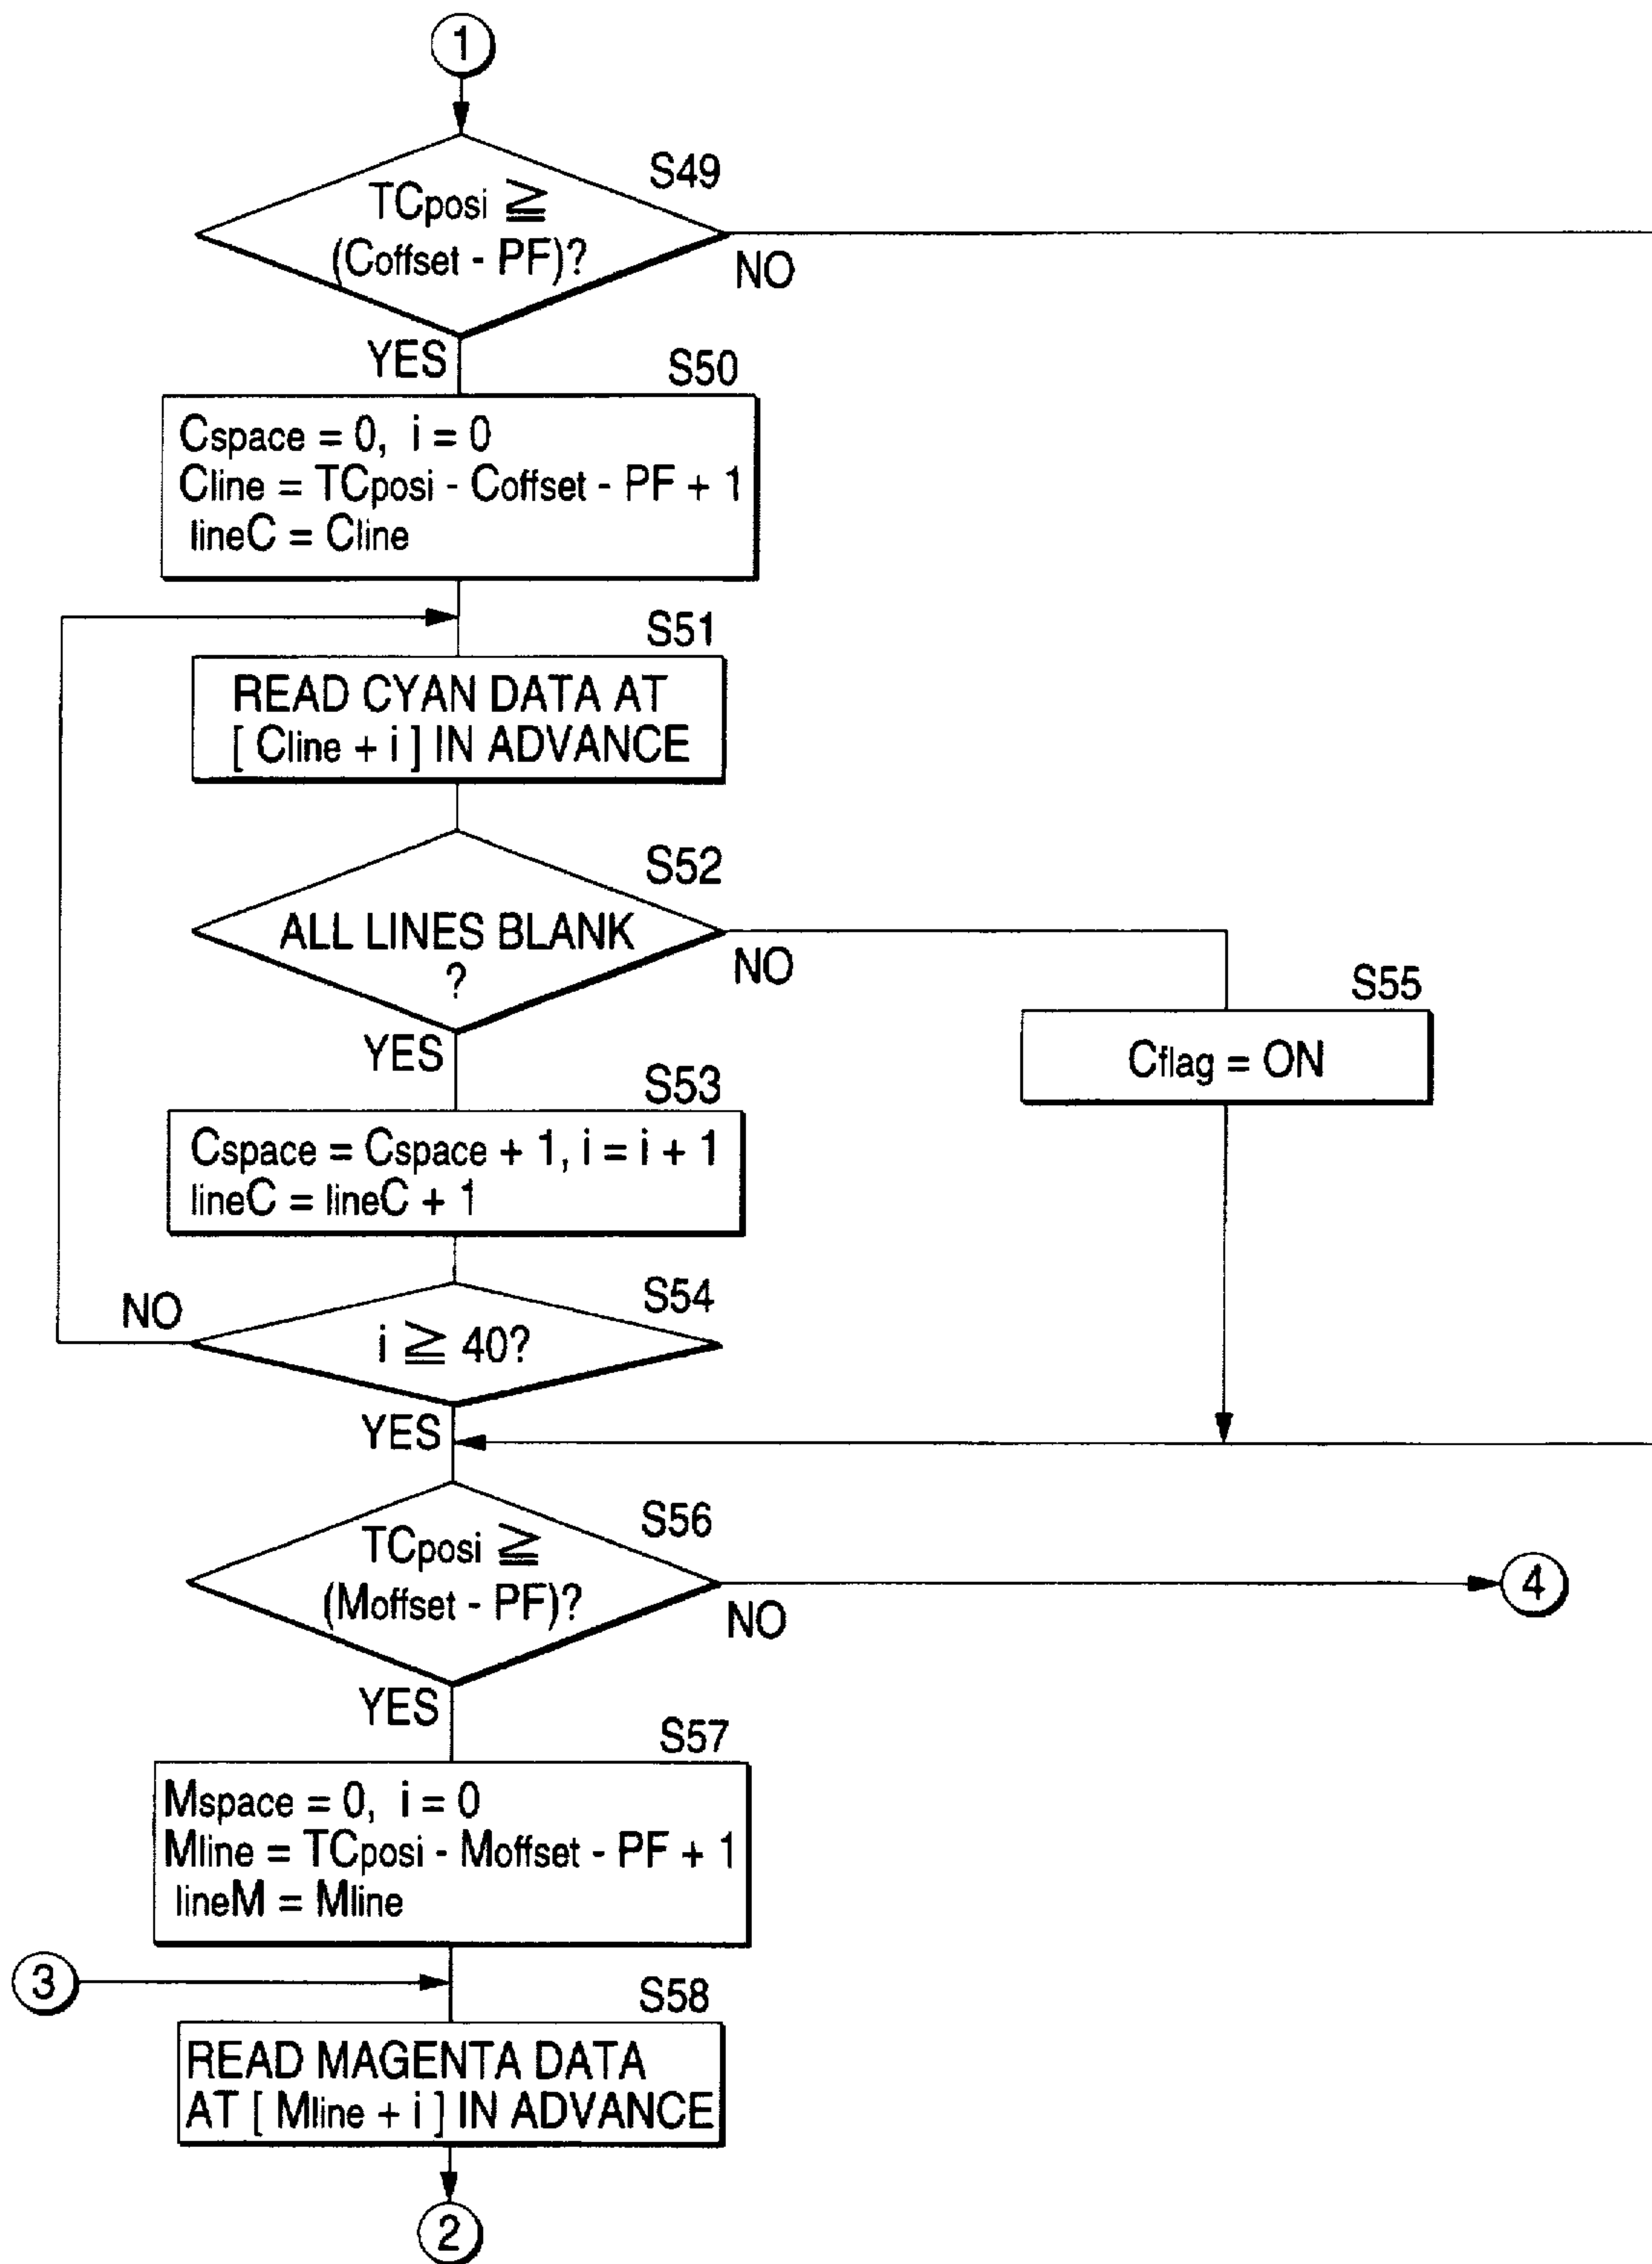 1
S49
TCposi ≧
(Coffset - PF)?
NO
YES
S50
Cspace = 0, i = 0
Cline = TCposi - Coffset - PF + 1
lineC = Cline
S51
READ CYAN DATA AT
[ Cline + i ] IN ADVANCE
S52
ALL LINES BLANK
?
NO
YES
S55
Cflag = ON
S53
Cspace = Cspace + 1, i = i + 1
lineC = lineC + 1
S54
NO
i ≧ 40?
YES
S56
TCposi ≧
(Moffset - PF)?
NO
4
YES
S57
Mspace = 0, i = 0
Mline = TCposi - Moffset - PF + 1
lineM = Mline
3
S58
READ MAGENTA DATA
AT [ Mline + i ] IN ADVANCE
2